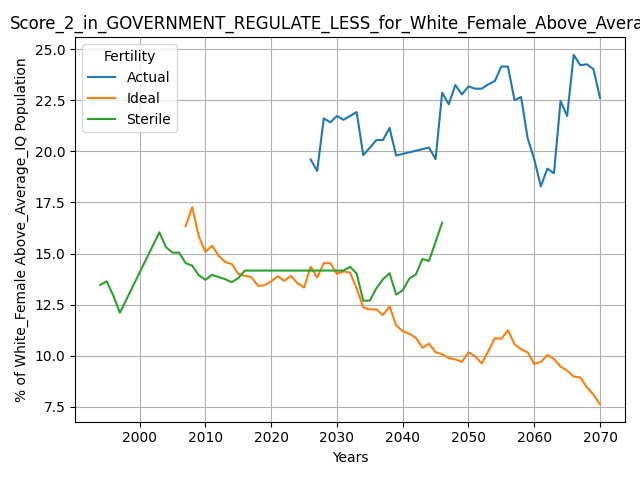 Score_2_in_GOVERNMENT_REGULATE_LESS_for_White_Female_Above_Avera
Fertility
Actual
Ideal
Sterile
% of White_Female Above_Average_IQ Population
25.0
22.5
20.0
17.5
15.0
12.5
10.0
7.5
2000 2010 2020 2030 2040 2050 2060 2070
Years